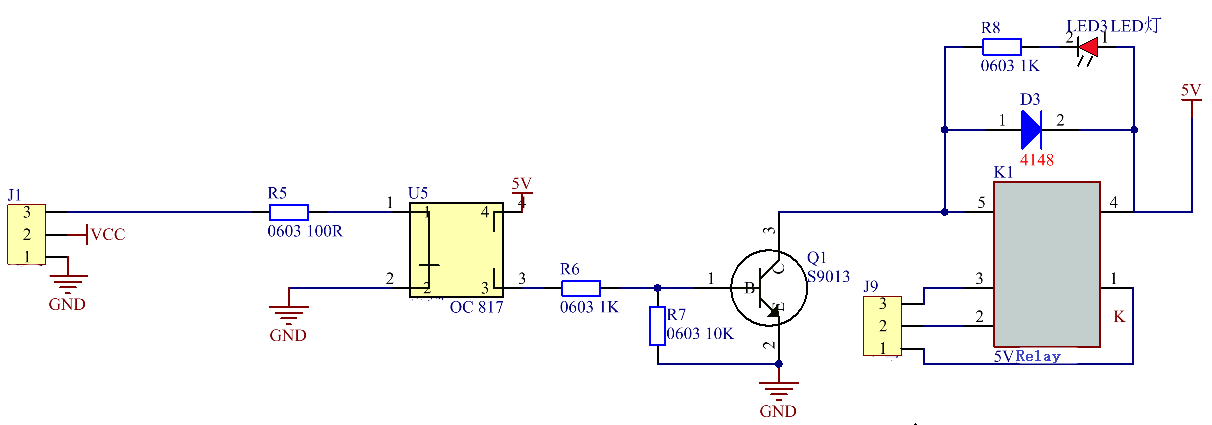 R8
LED3 LED灯
2
1
0603 1K
5V
D3
1
2
4148
K1
J1
R5
U5
5V
3
1
1
4
4
5
4
2
VCC
0603 100R
3
1
Q1
GND
2
2
3
3
R6
1
B
C
S9013
J9
3
1
OC 817
0603 1K
R7
E
3
GND
0603 10K
2
2
K
2
1
5VRelay
GND